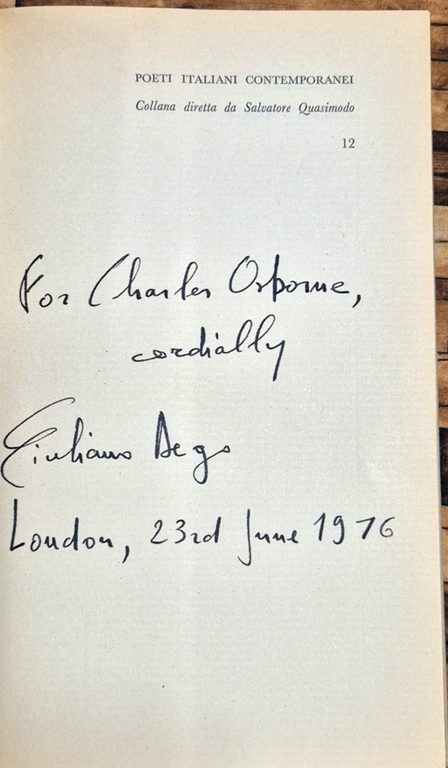 POETI ITALIANI CONTEMPORANEI
Collana diretta da Salvatore Quasimodo
12
For Charles Osborne,
cordially
Giuliano Dego
London, 23rd June 1976